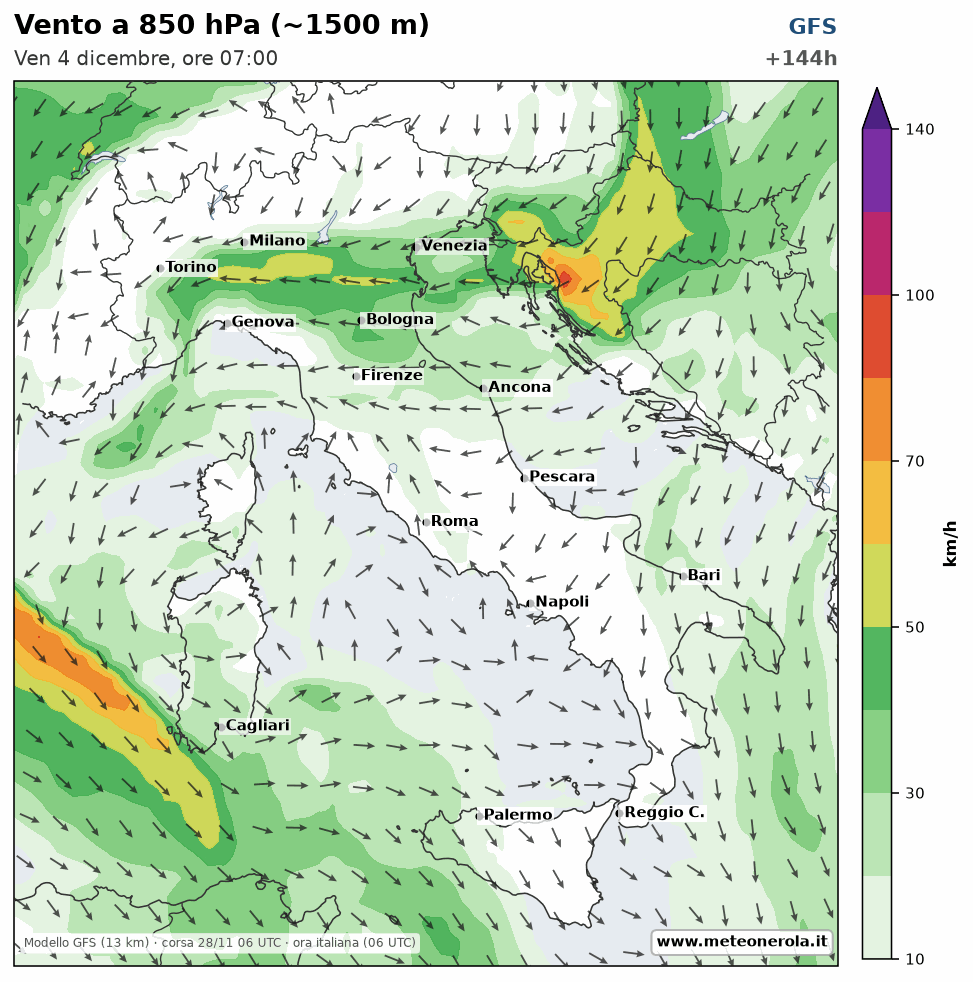 Vento a 850 hPa (~1500 m)
GFS
Ven 4 dicembre, ore 07:00
+144h
140
100
70
50
30
10
km/h
Milano
Venezia
Torino
Genova
Bologna
Firenze
Ancona
Pescara
Roma
Bari
Napoli
Cagliari
Palermo
Reggio C.
Modello GFS (13 km) · corsa 28/11 06 UTC · ora italiana (06 UTC)
www.meteonerola.it